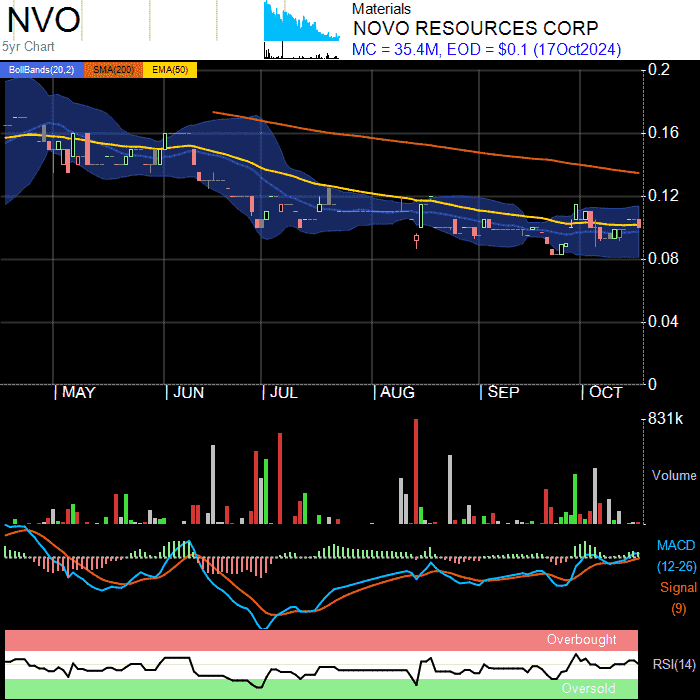 NVO
5yr Chart
Materials
NOVO RESOURCES CORP
MC = 35.4M, EOD = $0.1 (17Oct2024)
BollBands(20,2) SMA(200) EMA(50)
0.2
0.16
0.12
0.08
0.04
0
MAY JUN JUL AUG SEP OCT
831k
Volume
MACD
(12-26)
Signal
(9)
Overbought
RSI(14)
Oversold